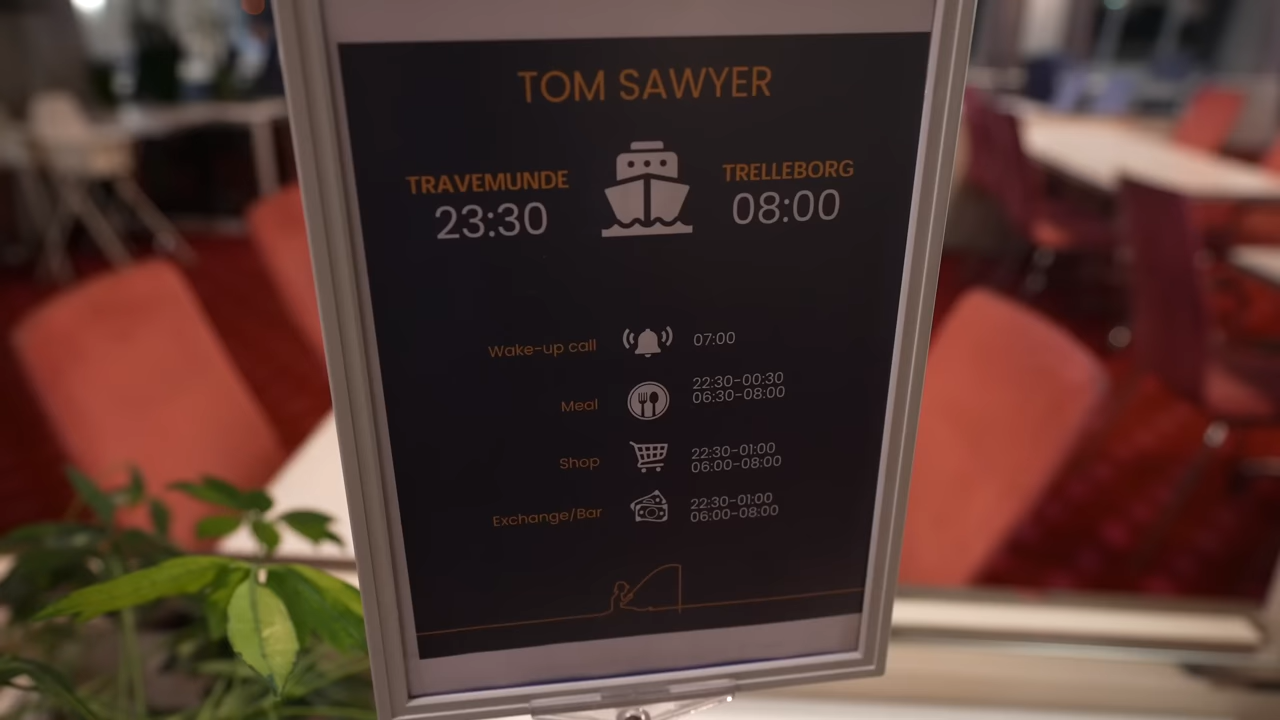 TOM SAWYER
TRAVEMUNDE
23:30
TRELLEBORG
08:00
Wake-up call 07:00
Meal 22:30-00:30
06:30-08:00
Shop 22:30-01:00
06:00-08:00
Exchange/Bar 22:30-01:00
06:00-08:00